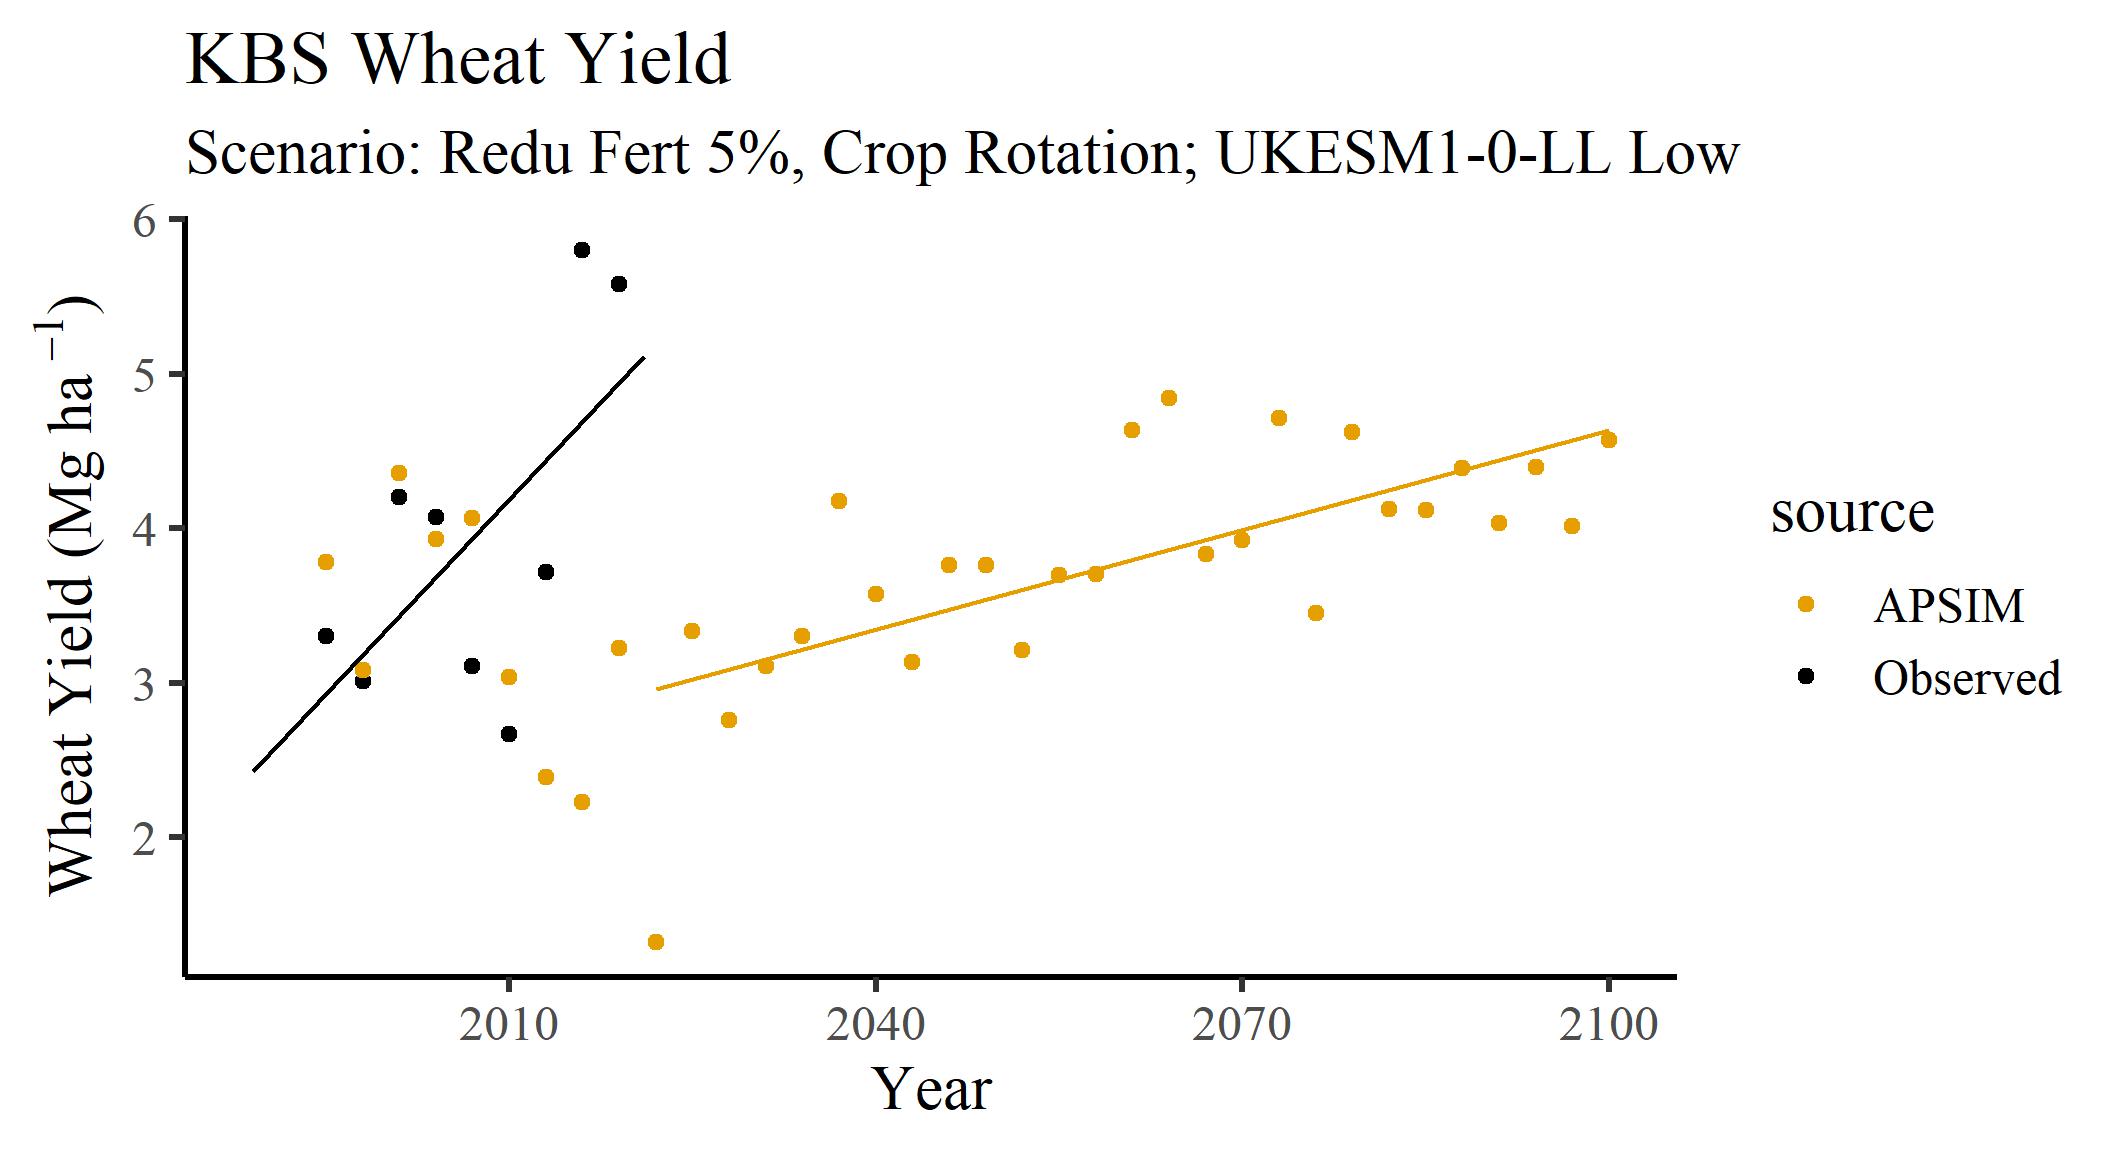 KBS Wheat Yield
Scenario: Redu Fert 5%, Crop Rotation; UKESM1-0-LL Low
Wheat Yield (Mg ha⁻¹)
6
5
4
3
2
2010 2040 2070 2100
Year
source
APSIM
Observed